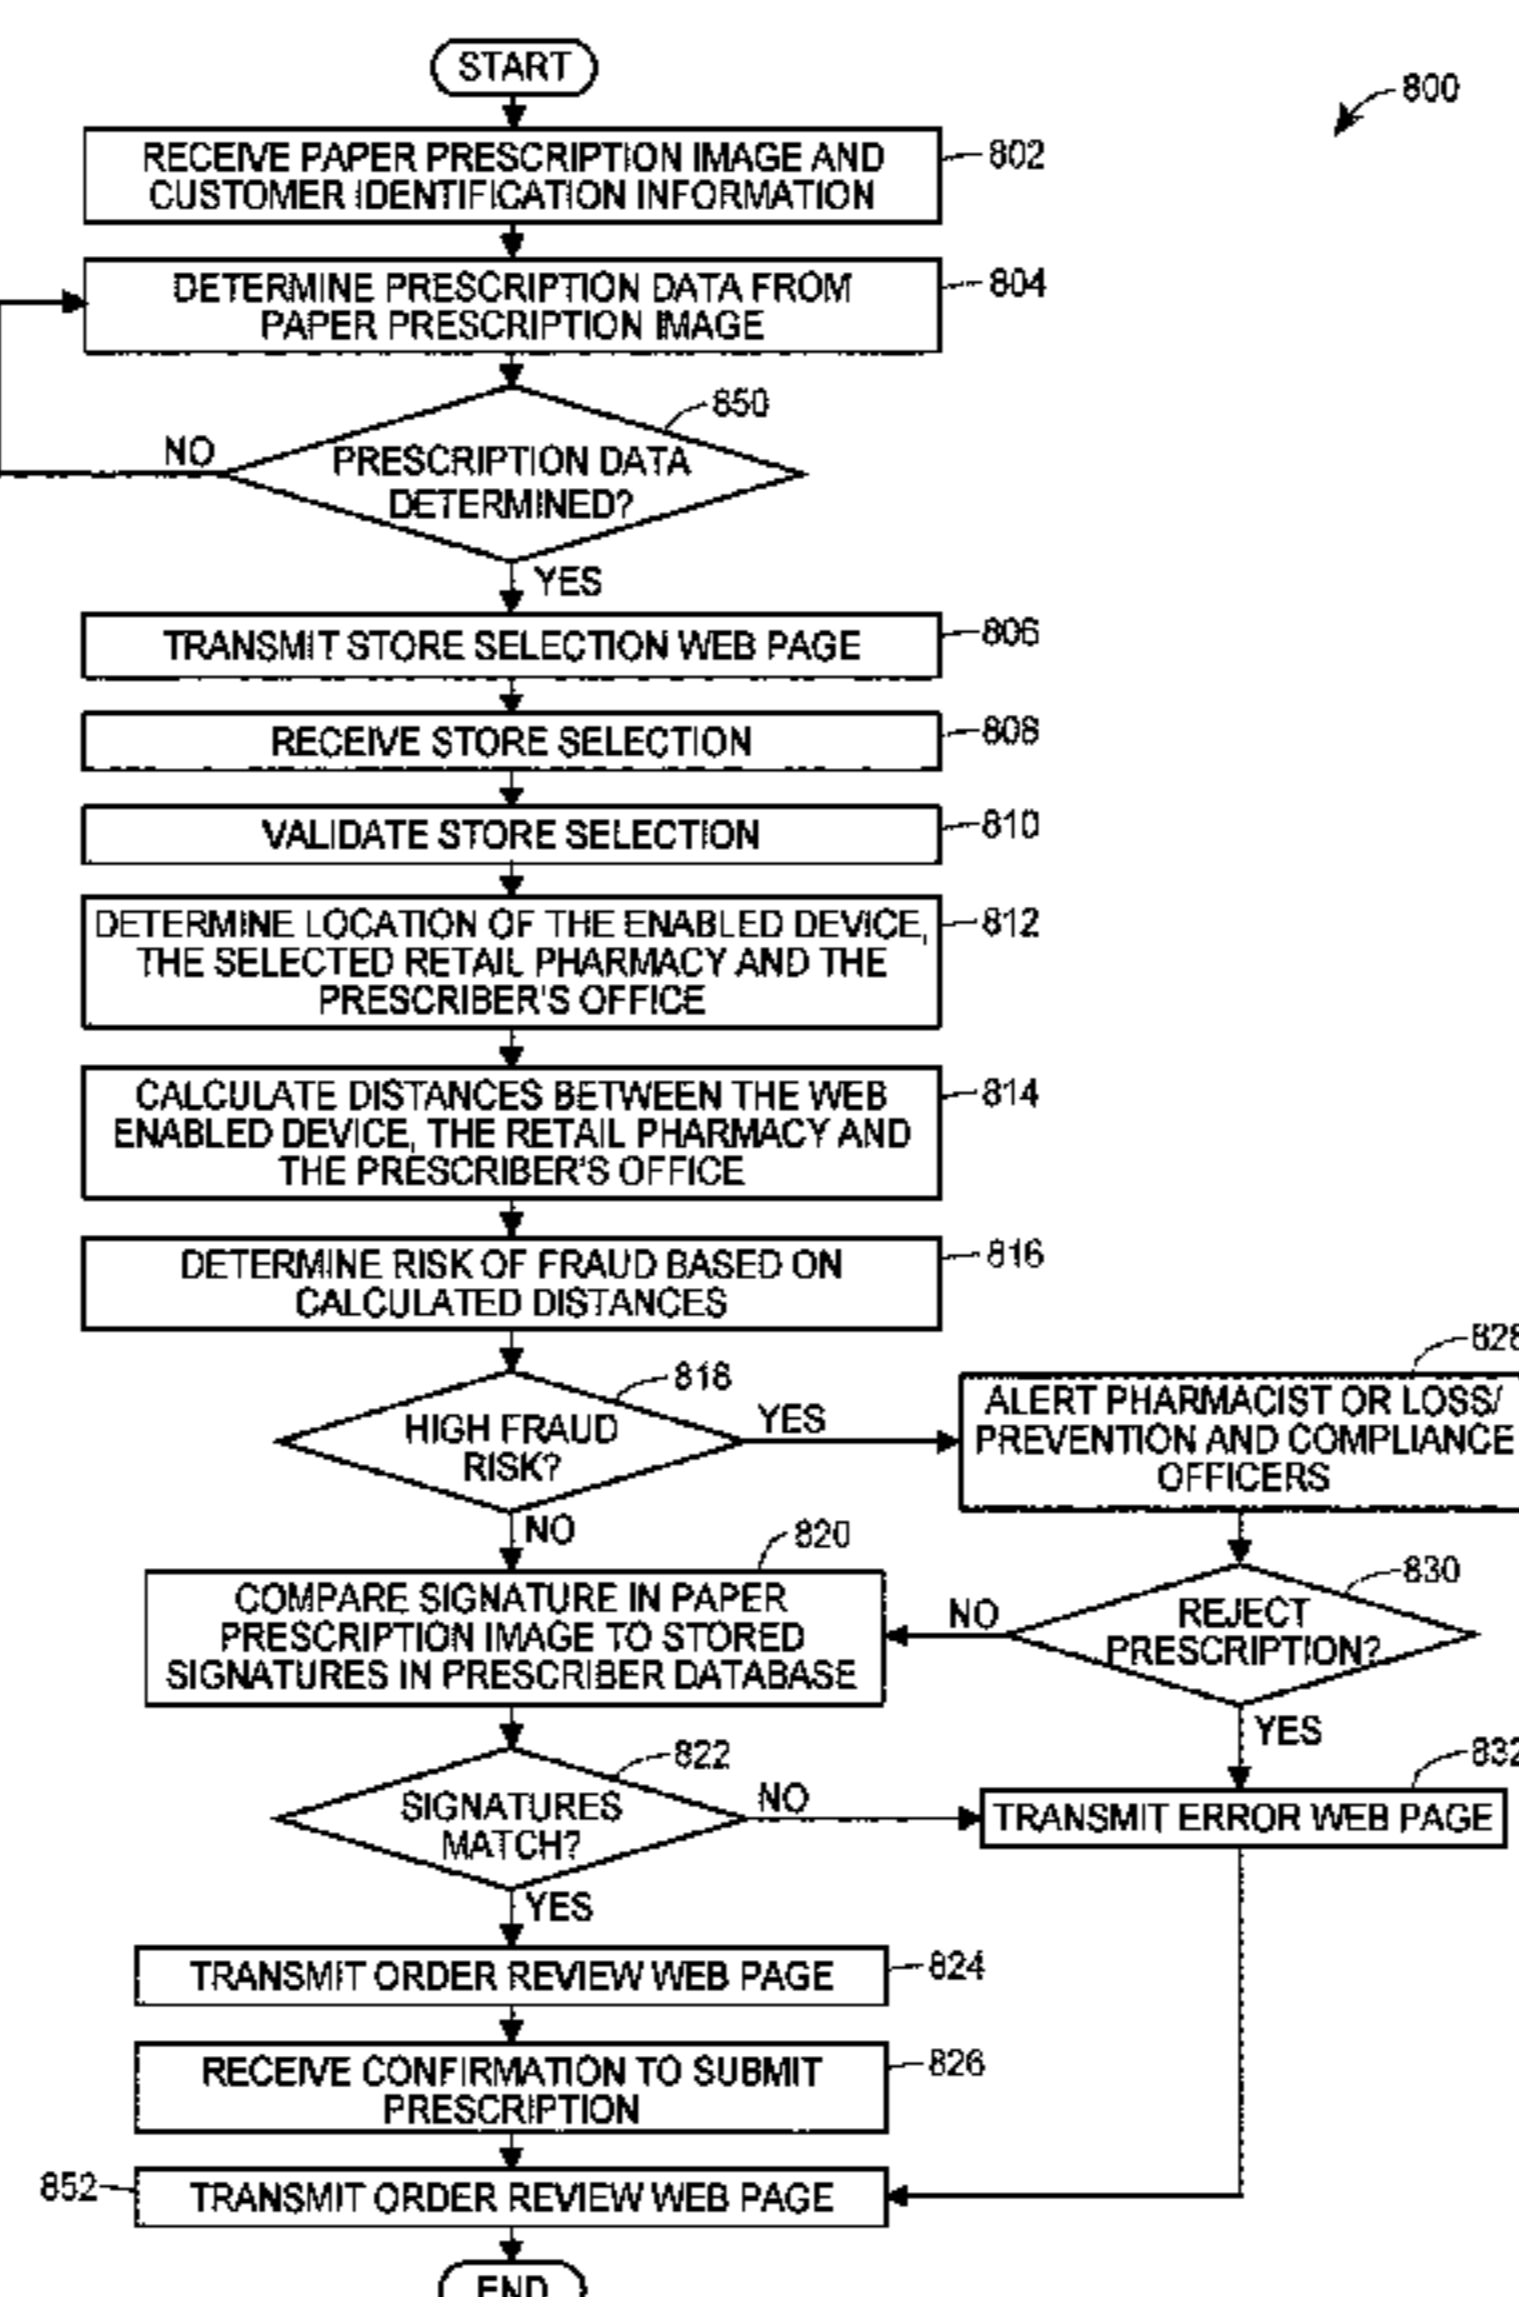 START
800
RECEIVE PAPER PRESCRIPTION IMAGE AND
CUSTOMER IDENTIFICATION INFORMATION
802
DETERMINE PRESCRIPTION DATA FROM
PAPER PRESCRIPTION IMAGE
804
850
NO
PRESCRIPTION DATA
DETERMINED?
YES
TRANSMIT STORE SELECTION WEB PAGE
806
RECEIVE STORE SELECTION
808
VALIDATE STORE SELECTION
810
DETERMINE LOCATION OF THE ENABLED DEVICE,
THE SELECTED RETAIL PHARMACY AND THE
PRESCRIBER'S OFFICE
812
CALCULATE DISTANCES BETWEEN THE WEB
ENABLED DEVICE, THE RETAIL PHARMACY AND
THE PRESCRIBER'S OFFICE
814
DETERMINE RISK OF FRAUD BASED ON
CALCULATED DISTANCES
816
818
HIGH FRAUD
RISK?
YES
828
ALERT PHARMACIST OR LOSS/
PREVENTION AND COMPLIANCE
OFFICERS
NO
820
COMPARE SIGNATURE IN PAPER
PRESCRIPTION IMAGE TO STORED
SIGNATURES IN PRESCRIBER DATABASE
NO
830
REJECT
PRESCRIPTION?
YES
822
SIGNATURES
MATCH?
NO
832
TRANSMIT ERROR WEB PAGE
YES
TRANSMIT ORDER REVIEW WEB PAGE
824
RECEIVE CONFIRMATION TO SUBMIT
PRESCRIPTION
826
852
TRANSMIT ORDER REVIEW WEB PAGE
END